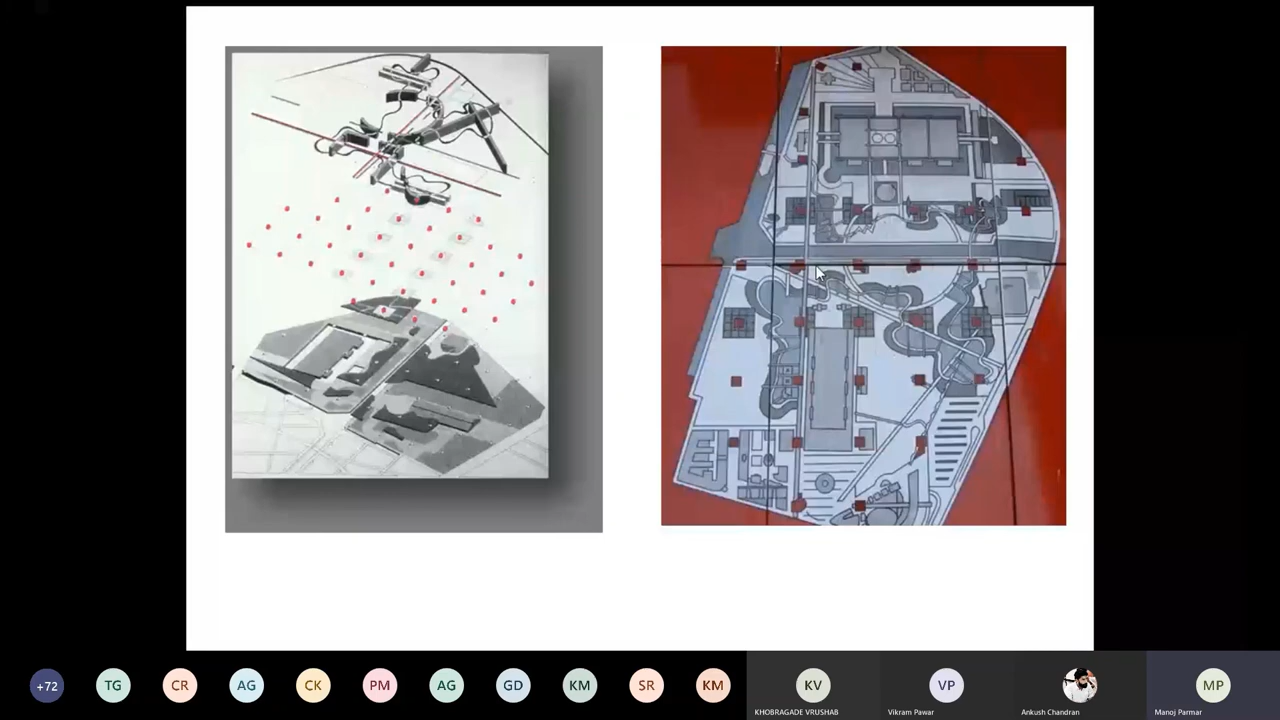 +72
TG
CR
AG
CK
PM
AG
GD
KM
SR
KM
KV
KHOBRAGADE VRUSHAB
VP
Vikram Pawar
Ankush Chandran
MP
Manoj Parmar